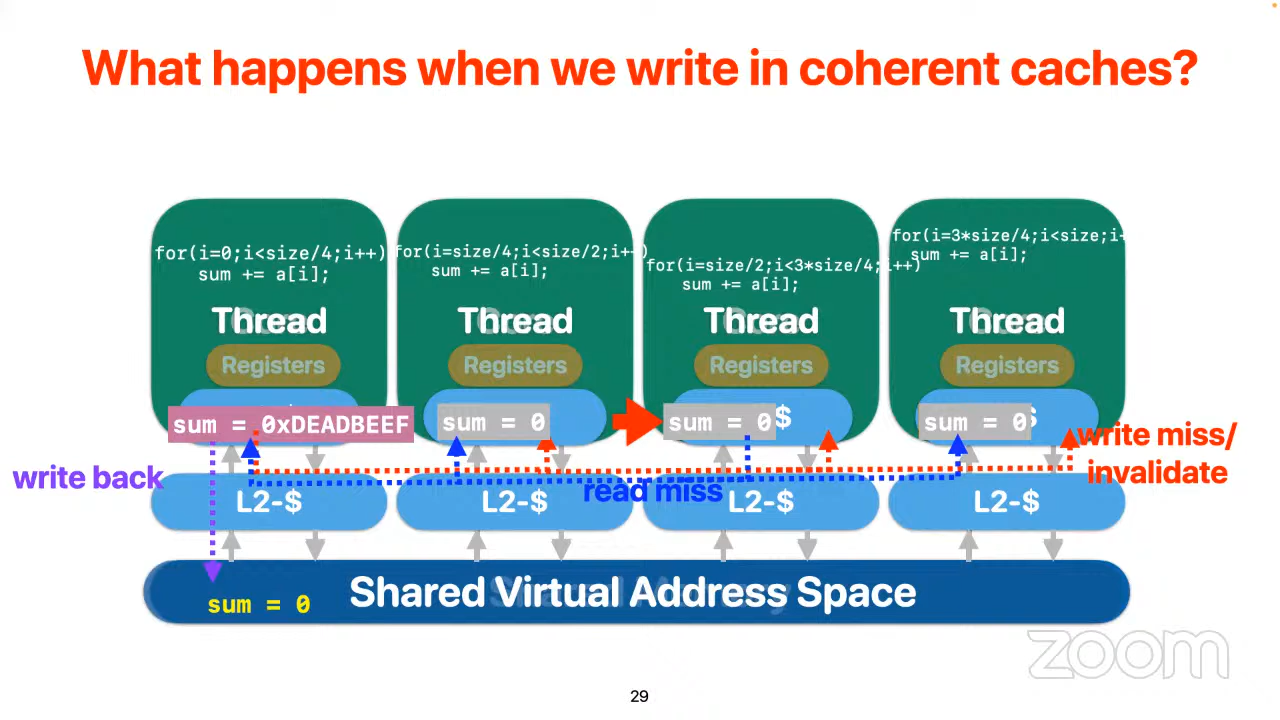 What happens when we write in coherent caches?
for(i=0;i<size/4;i++)
sum += a[i];
for(i=size/4;i<size/2;i++)
sum += a[i];
for(i=size/2;i<3*size/4;i++)
sum += a[i];
for(i=3*size/4;i<size;i+
sum += a[i];
Thread
Thread
Thread
Thread
Registers
Registers
Registers
Registers
sum = 0xDEADBEEF
sum = 0
sum = 0
$
sum = 0
$
write back
read miss
write miss/
invalidate
L2-$
L2-$
L2-$
L2-$
Shared Virtual Address Space
sum = 0
zoom
29